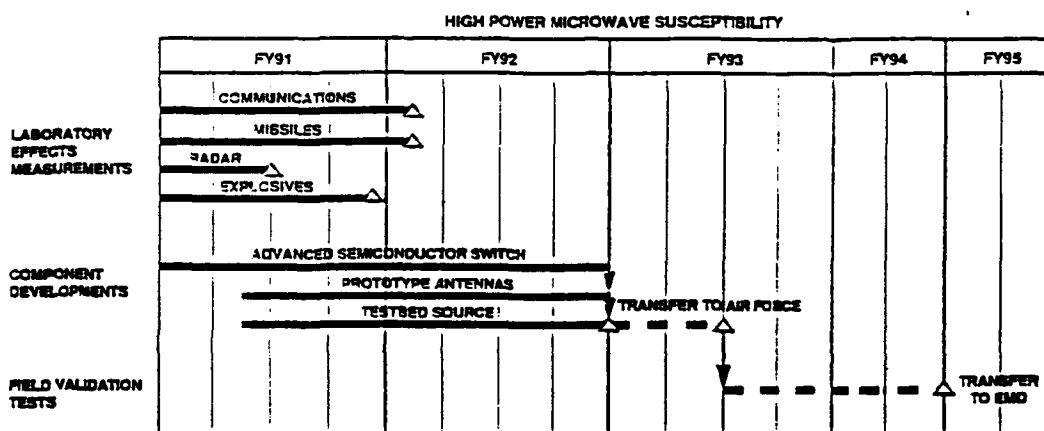 HIGH POWER MICROWAVE SUSCEPTIBILITY
FY91 FY92 FY93 FY94 FY95
COMMUNICATIONS
MISSILES
RADAR
EXPLOSIVES
LABORATORY
EFFECTS
MEASUREMENTS
ADVANCED SEMICONDUCTOR SWITCH
PROTOTYPE ANTENNAS
TESTBED SOURCE
COMPONENT
DEVELOPMENTS
TRANSFER TO AIR FORCE
FIELD VALIDATION
TESTS
TRANSFER
TO EMD